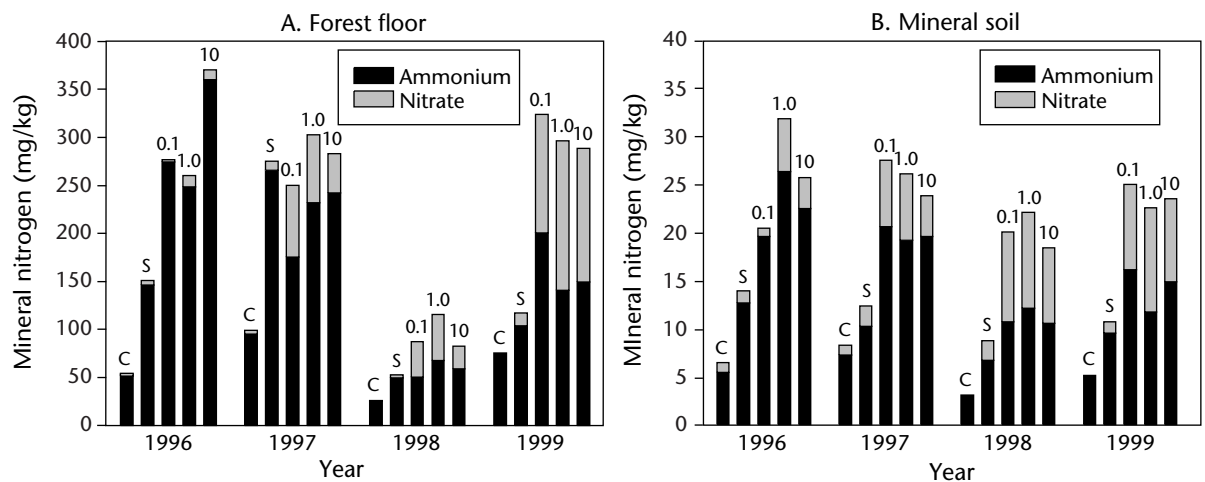 A. Forest floor
Mineral nitrogen (mg/kg)
400
350
300
250
200
150
100
50
0
Ammonium
Nitrate
C
S
0.1
1.0
10
C
S
0.1
1.0
10
C
S
0.1
1.0
10
C
S
0.1
1.0
10
1996
1997
1998
1999
Year
B. Mineral soil
MIneral nitrogen (mg/kg)
40
35
30
25
20
15
10
5
0
Ammonium
Nitrate
C
S
0.1
1.0
10
C
S
0.1
1.0
10
C
S
0.1
1.0
10
C
S
0.1
1.0
10
1996
1997
1998
1999
Year